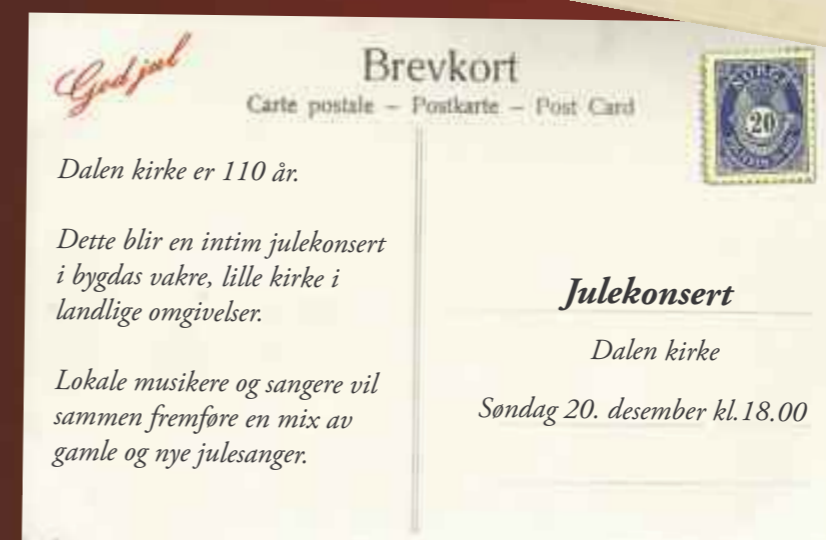 God jul
Brevkort
Carte postale – Postkarte – Post Card
NORGE
20
Dalen kirke er 110 år.
Dette blir en intim julekonsert
i bygdas vakre, lille kirke i
landlige omgivelser.
Lokale musikere og sangere vil
sammen fremføre en mix av
gamle og nye julesanger.
Julekonsert
Dalen kirke
Søndag 20. desember kl.18.00